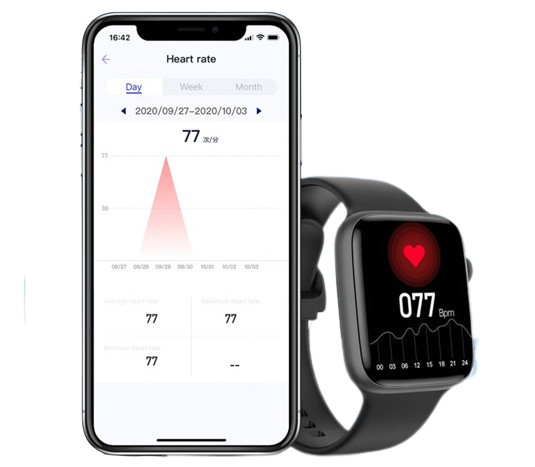 16:42
Heart rate
Day Week Month
2020/09/27-2020/10/03
77 次/分
77
38
09/27 09/28 09/29 09/30 10/01 10/02 10/03
Average heart rate Maximum heart rate
77 77
Minimum heart rate
77 --
077 Bpm
00 03 06 12 15 18 21 24